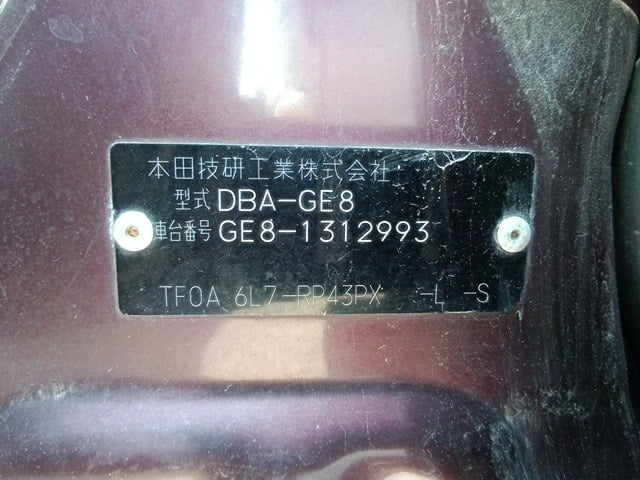 本田技研工業株式会社
型式 DBA-GE8
車台番号 GE8-1312993
TF0A 6L7-RP43PX -L -S